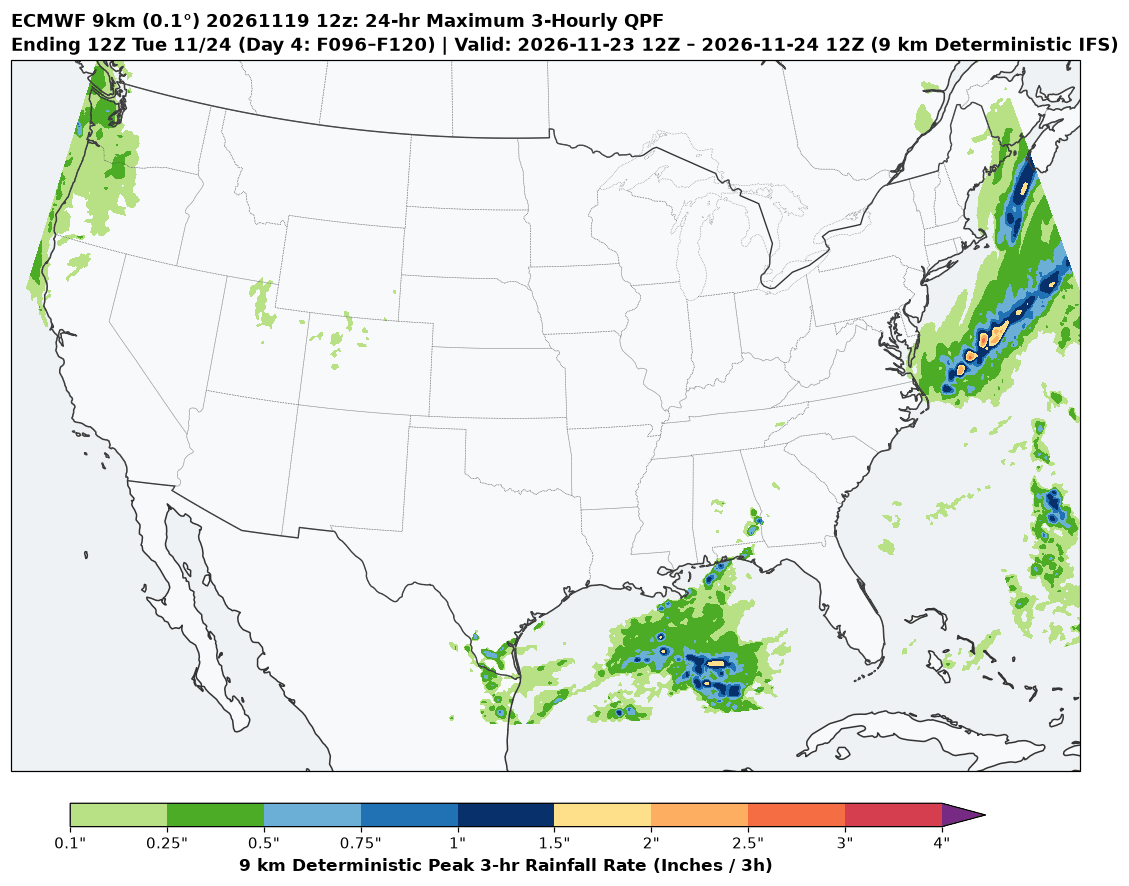 ECMWF 9km (0.1°) 20261119 12z: 24-hr Maximum 3-Hourly QPF
Ending 12Z Tue 11/24 (Day 4: F096–F120) | Valid: 2026-11-23 12Z – 2026-11-24 12Z (9 km Deterministic IFS)
0.1" 0.25" 0.5" 0.75" 1" 1.5" 2" 2.5" 3" 4"
9 km Deterministic Peak 3-hr Rainfall Rate (Inches / 3h)